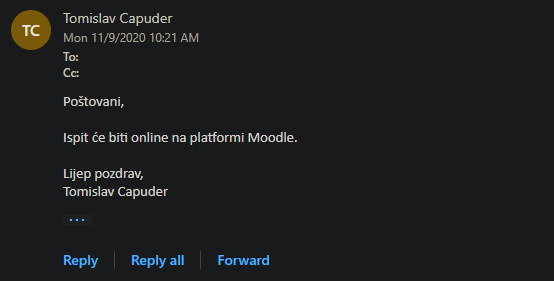 TC
Tomislav Capuder
Mon 11/9/2020 10:21 AM
To:
Cc:
Poštovani,
Ispit će biti online na platformi Moodle.
Lijep pozdrav,
Tomislav Capuder
...
Reply
Reply all
Forward